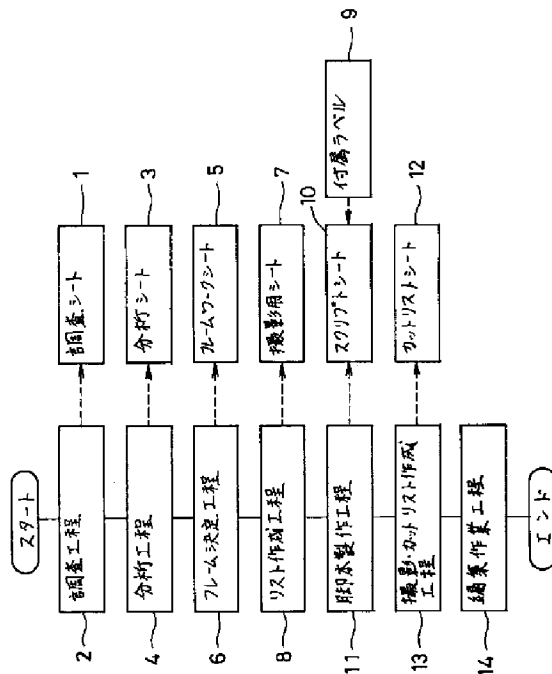 スタート
調査工程
2
調査シート
1
分析工程
4
分析シート
3
フレーム決定工程
6
フレームワークシート
5
リスト作成工程
8
撮影用シート
7
脚本製作工程
11
スクリプトシート
10
付属ラベル
9
撮影・カットリスト作成
工程
13
カットリストシート
12
編集作業工程
14
エンド